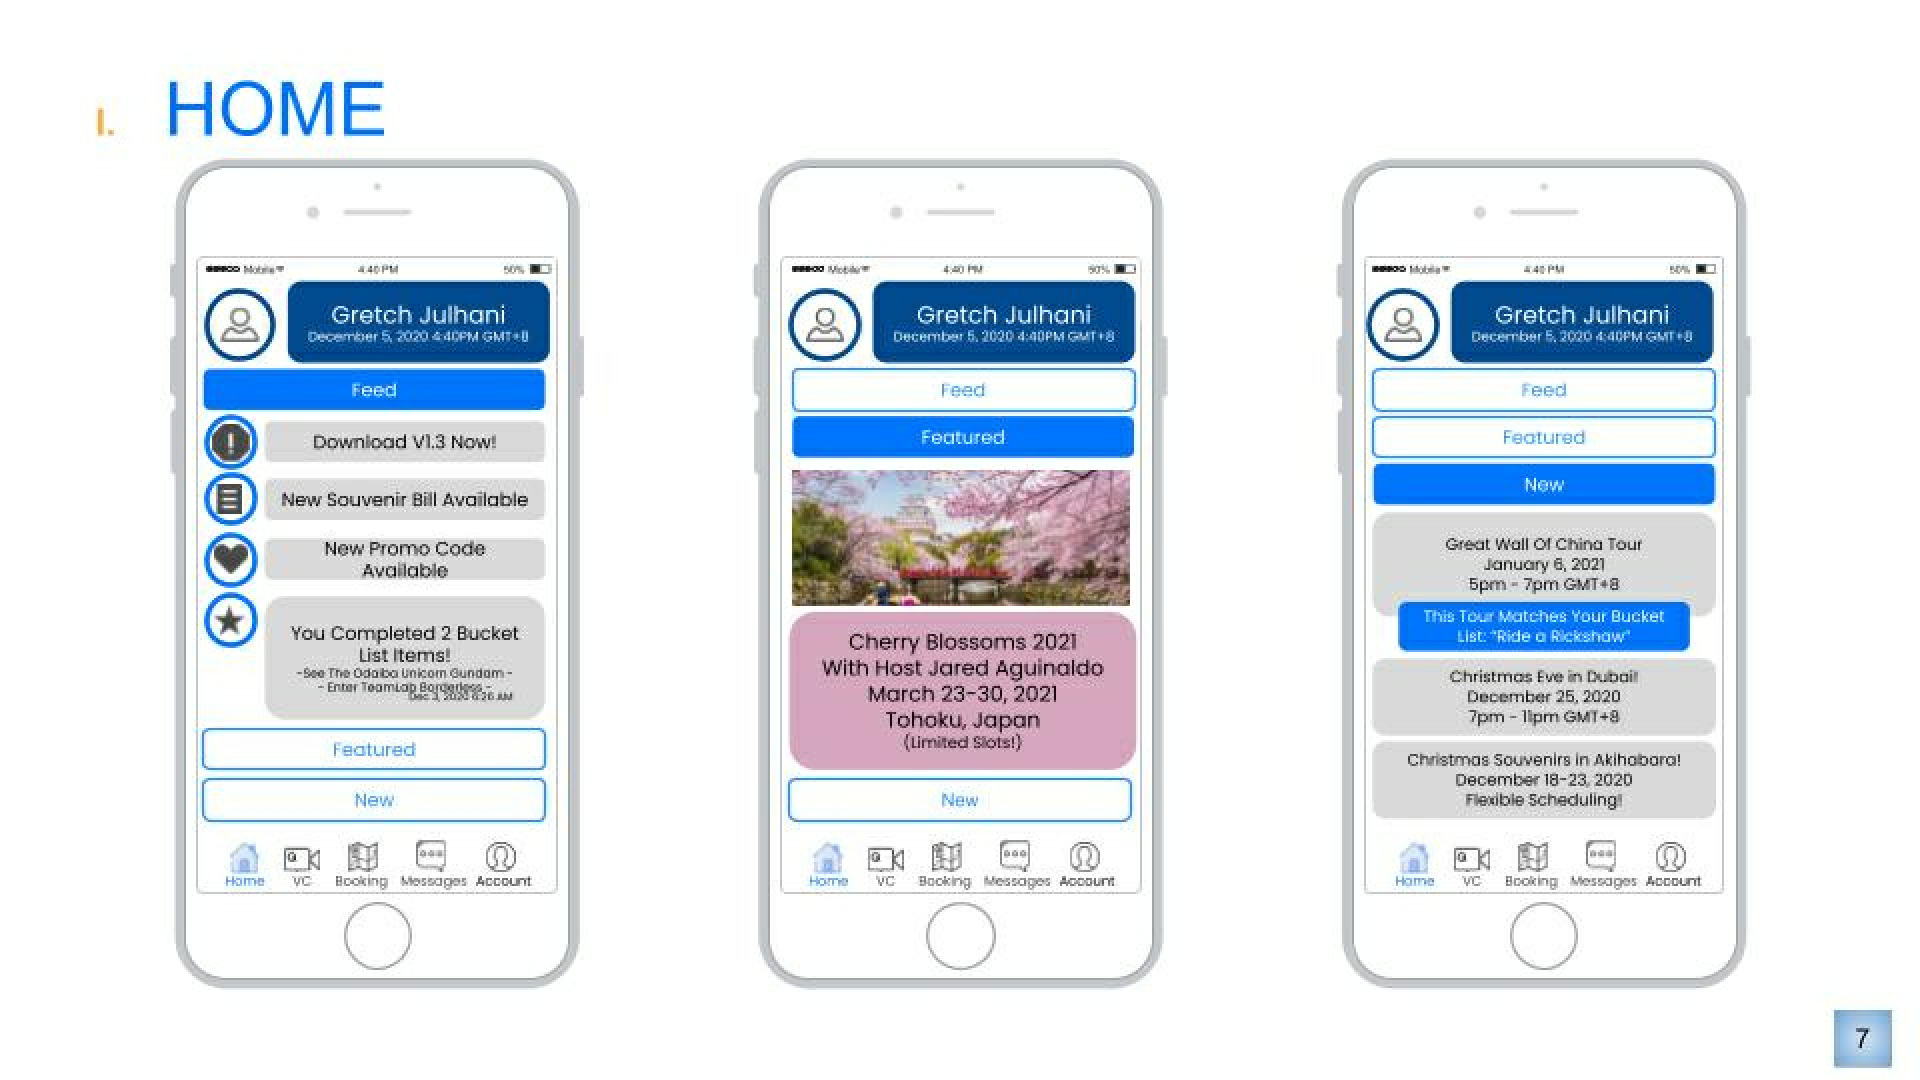 I. HOME
Mobile 4:40 PM 50%
Gretch Julhani
December 5, 2020 4:40PM GMT+8
Feed
Download V1.3 Now!
New Souvenir Bill Available
New Promo Code
Available
You Completed 2 Bucket
List Items!
-See The Odaiba Unicorn Gundam -
- Enter TeamLab Borderless -
Dec 3, 2020 6:26 AM
Featured
New
Home VC Booking Messages Account
Mobile 4:40 PM 50%
Gretch Julhani
December 5, 2020 4:40PM GMT+8
Feed
Featured
Cherry Blossoms 2021
With Host Jared Aguinaldo
March 23-30, 2021
Tohoku, Japan
(Limited Slots!)
New
Home VC Booking Messages Account
Mobile 4:40 PM 50%
Gretch Julhani
December 5, 2020 4:40PM GMT+8
Feed
Featured
New
Great Wall Of China Tour
January 6, 2021
5pm - 7pm GMT+8
This Tour Matches Your Bucket
List: "Ride a Rickshaw"
Christmas Eve in Dubai!
December 25, 2020
7pm - 11pm GMT+8
Christmas Souvenirs in Akihabara!
December 18-23, 2020
Flexible Scheduling!
Home VC Booking Messages Account
7